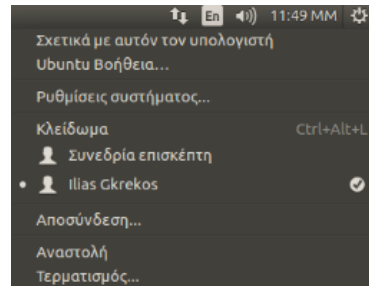 En 11:49 ΜΜ
Σχετικά με αυτόν τον υπολογιστή
Ubuntu Βοήθεια...
Ρυθμίσεις συστήματος...
Κλείδωμα Ctrl+Alt+L
Συνεδρία επισκέπτη
Ilias Gkrekos
Αποσύνδεση...
Αναστολή
Τερματισμός...